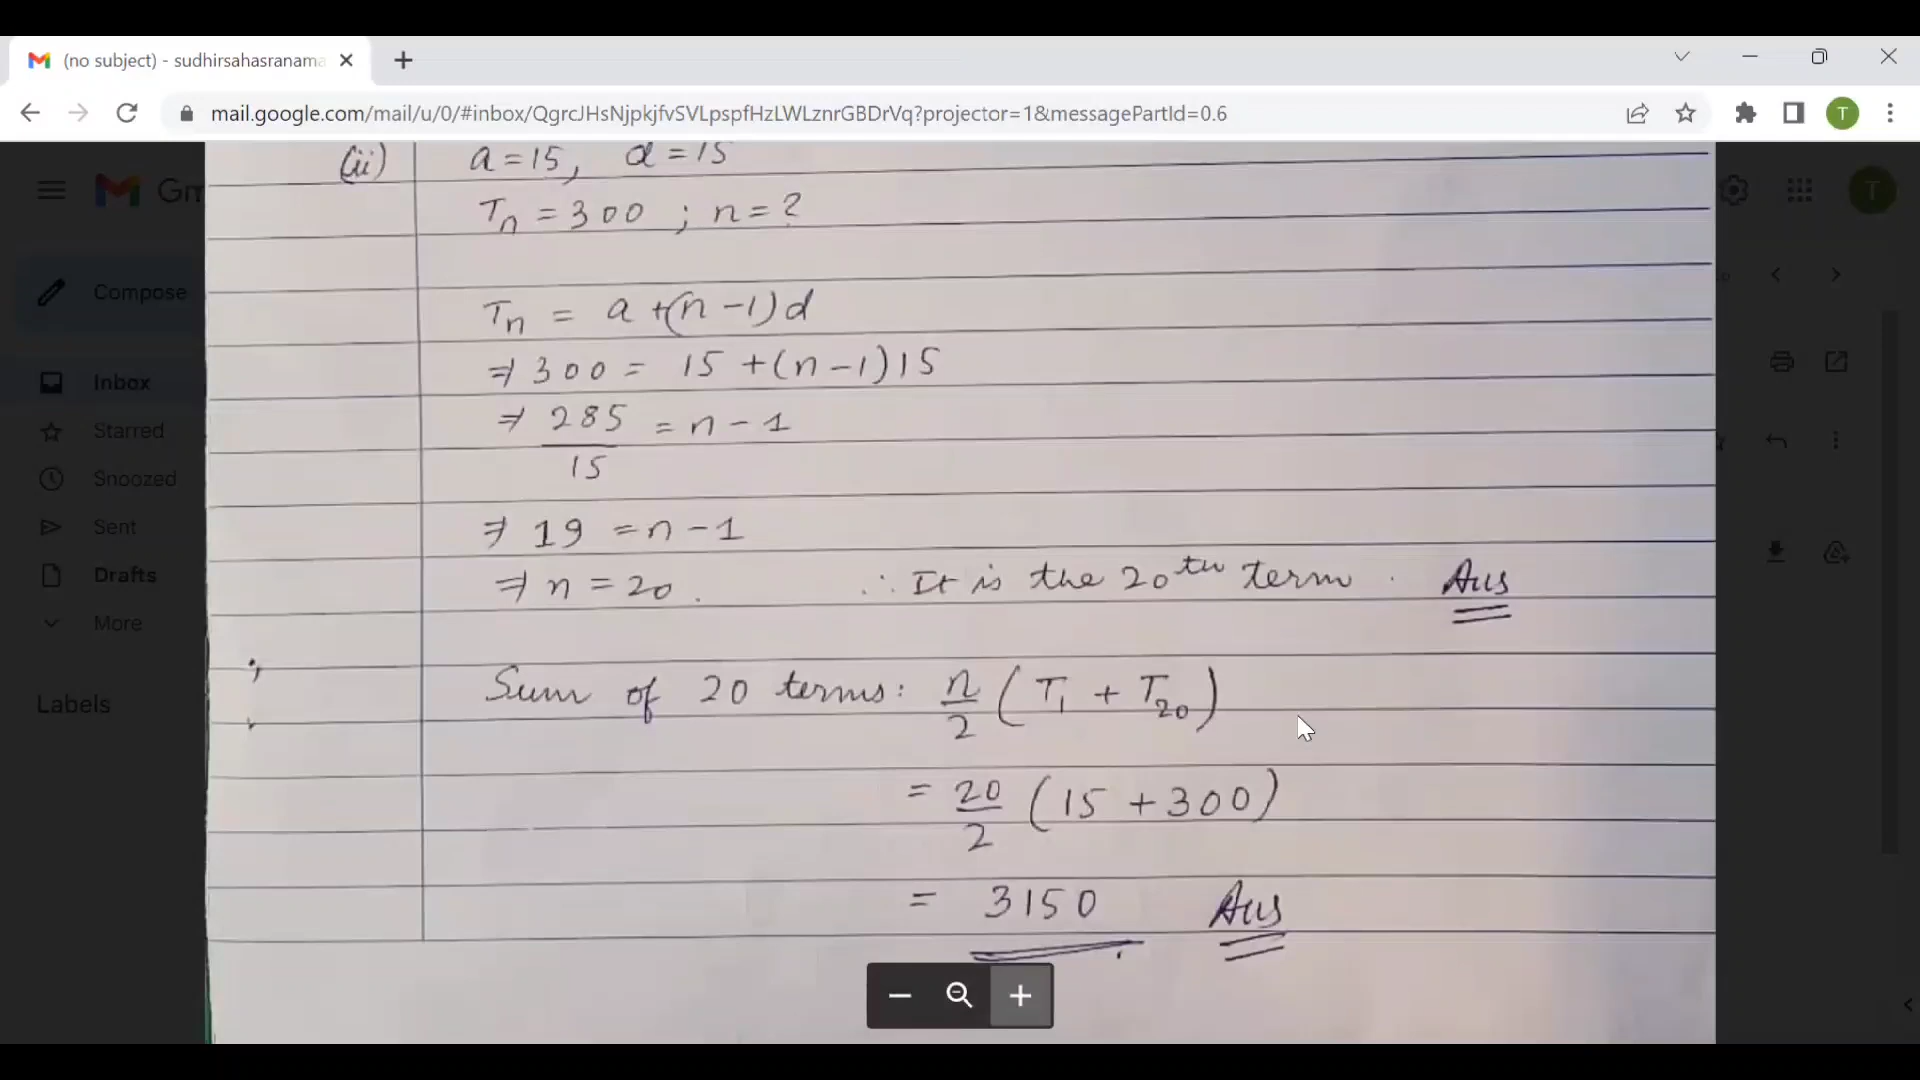 (no subject) - sudhirsahasranama
mail.google.com/mail/u/0/#inbox/QgrcJHsNjpkjfvSVLpspfHzLWLznrGBDrVq?projector=1&messagePartId=0.6
T
Gm
T
Compose
Inbox
Starred
Snoozed
Sent
Drafts
More
Labels
(ii) a = 15, d = 15
Tn = 300 ; n = ?
Tn = a + (n - 1) d
⇒ 300 = 15 + (n - 1) 15
⇒ 285/15 = n - 1
⇒ 19 = n - 1
⇒ n = 20. ∴ It is the 20th term. Ans
Sum of 20 terms: n/2 (T1 + T20)
= 20/2 (15 + 300)
= 3150 Ans